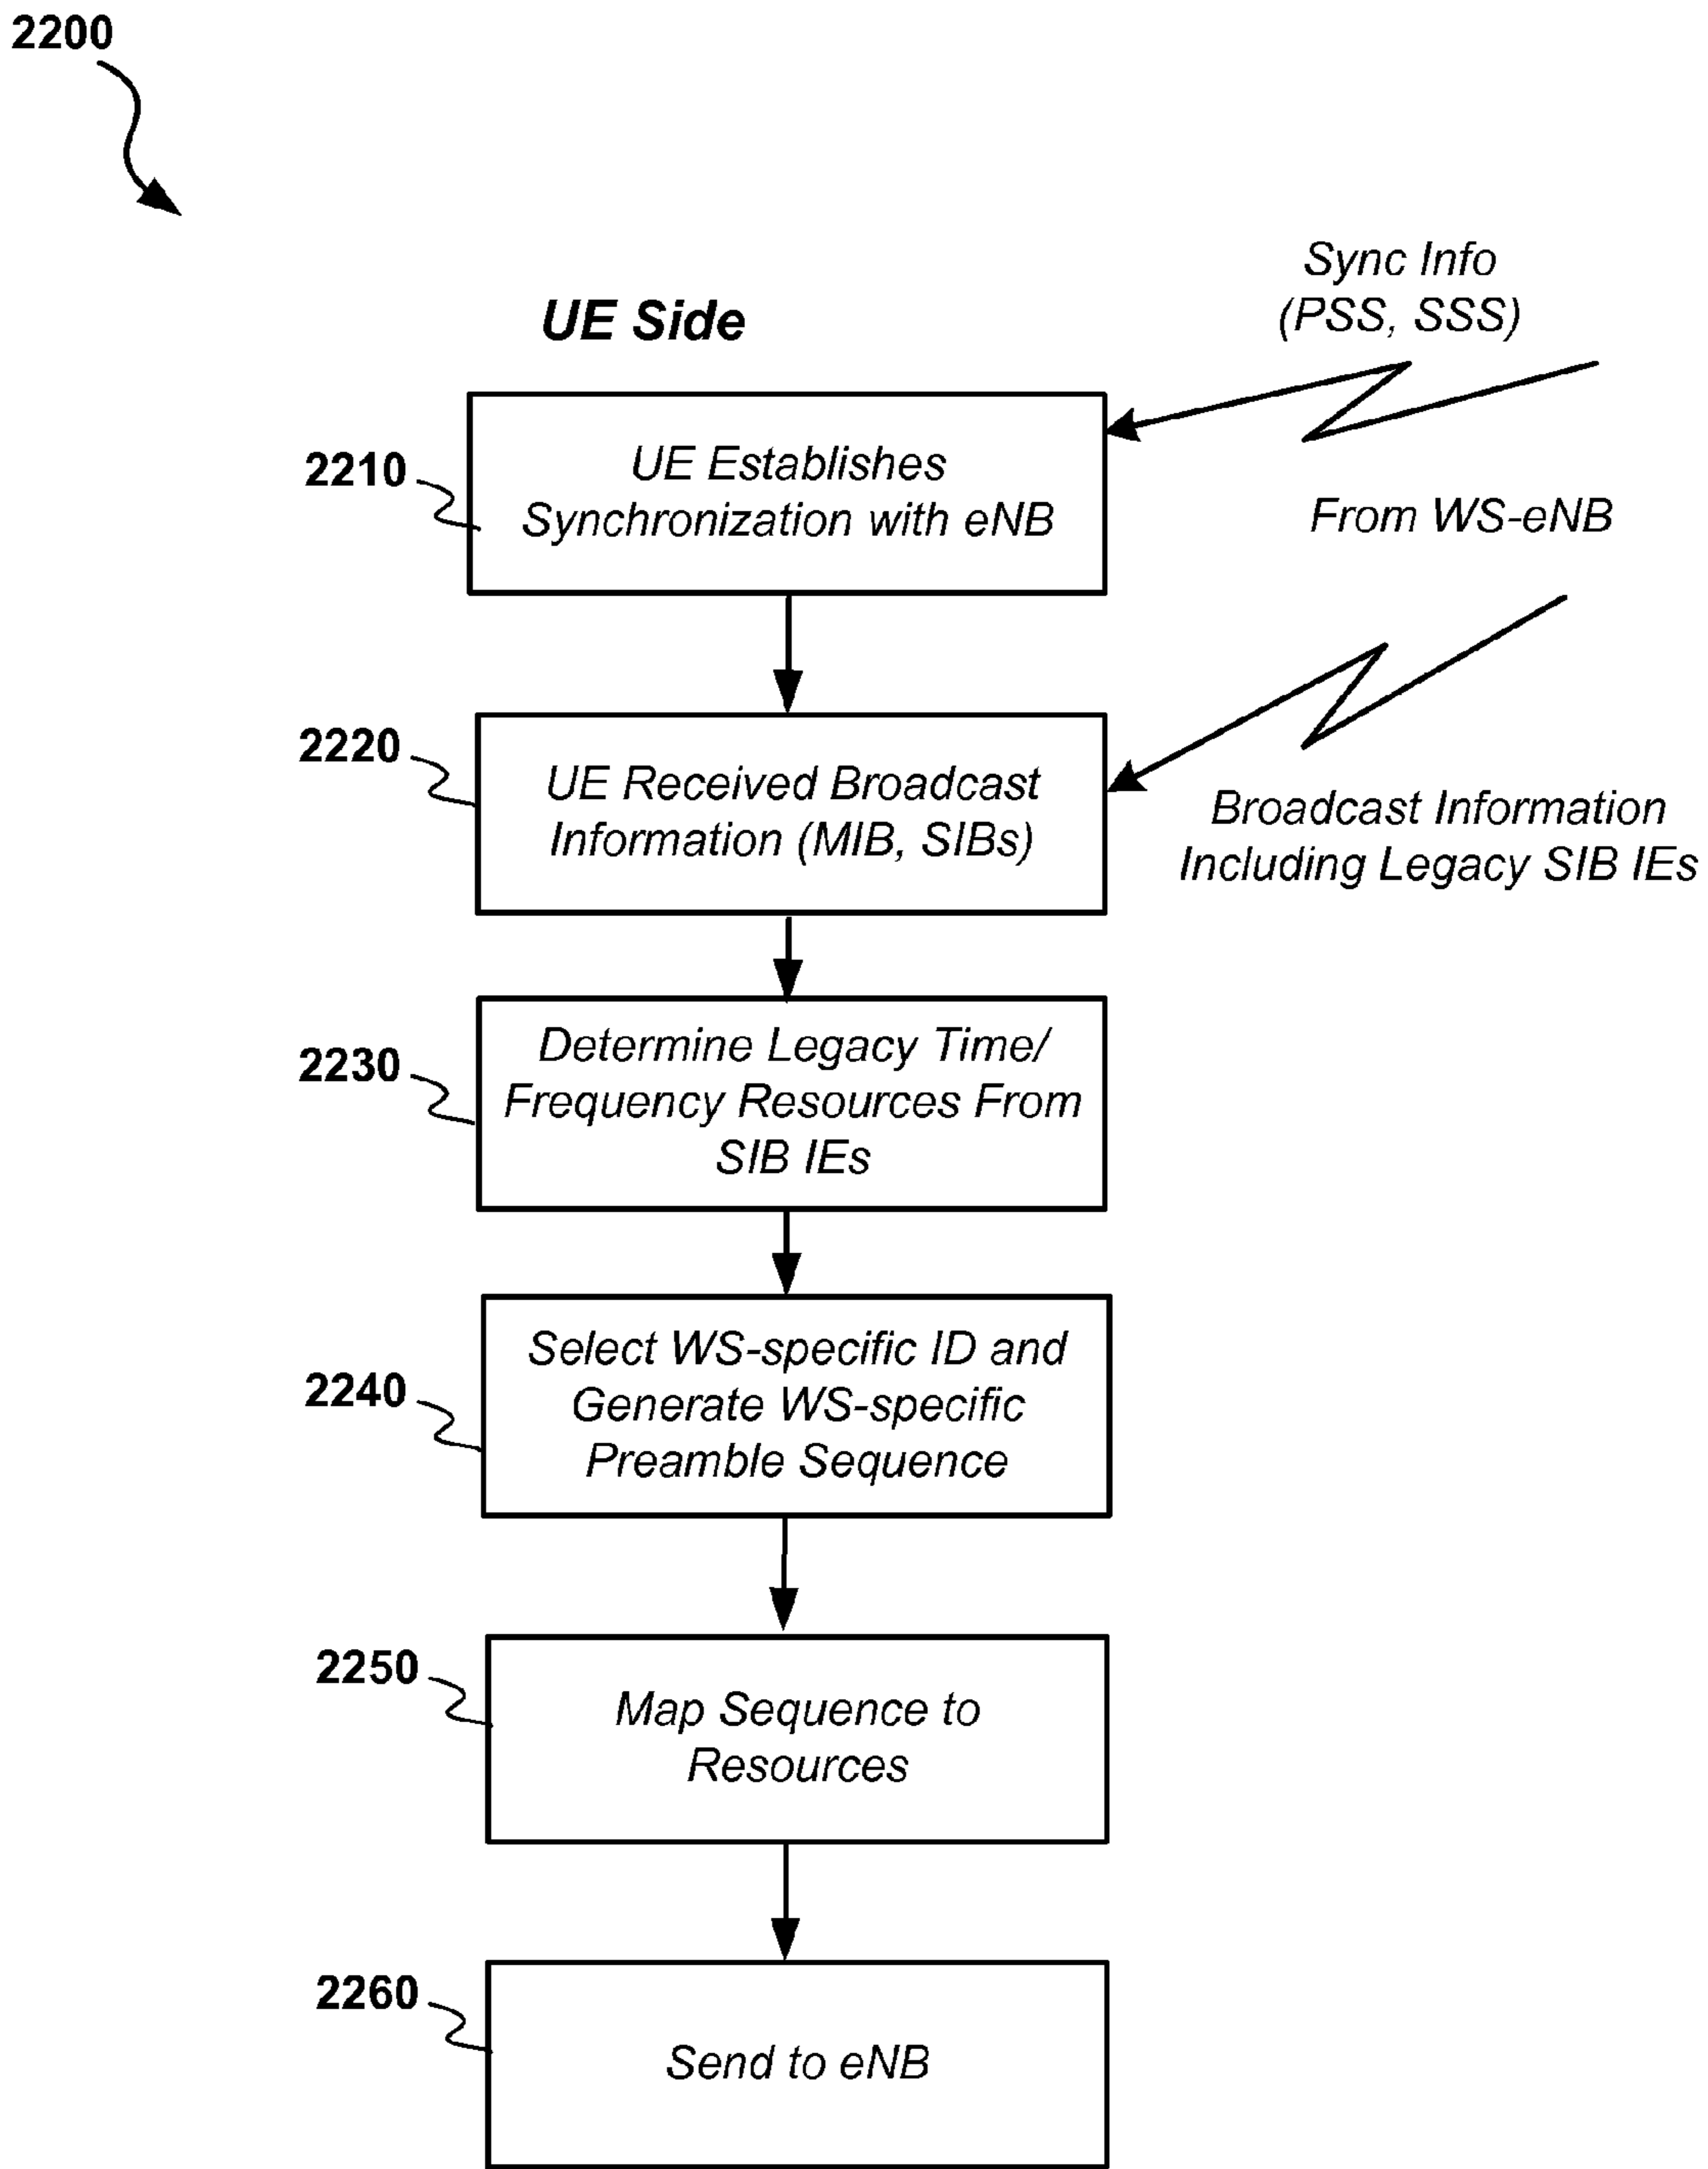 2200
Sync Info
(PSS, SSS)
UE Side
2210
UE Establishes
Synchronization with eNB
From WS-eNB
2220
UE Received Broadcast
Information (MIB, SIBs)
Broadcast Information
Including Legacy SIB IEs
2230
Determine Legacy Time/
Frequency Resources From
SIB IEs
2240
Select WS-specific ID and
Generate WS-specific
Preamble Sequence
2250
Map Sequence to
Resources
2260
Send to eNB